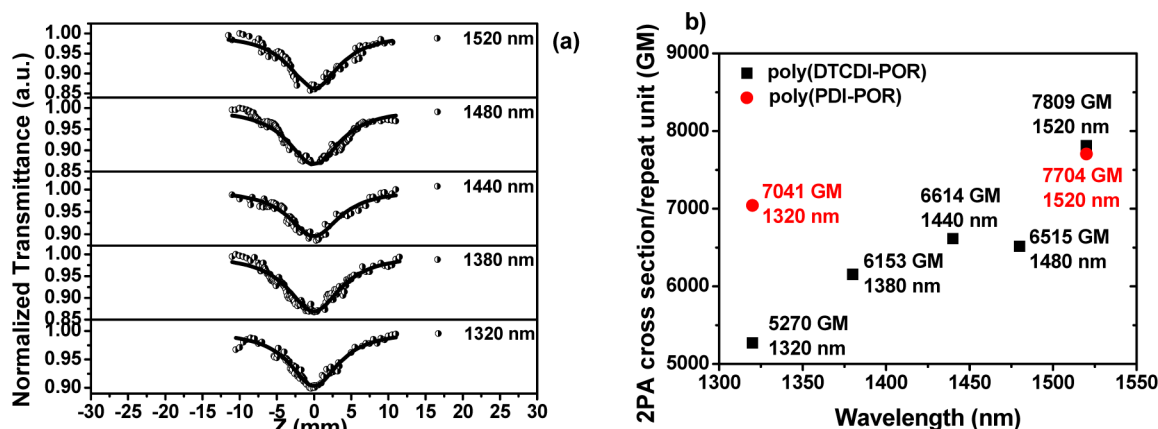 (a)
Normalized Transmittance (a.u.)
1.00
0.95
0.90
0.85
1520 nm
1.00
0.95
0.90
0.85
1480 nm
1.00
0.95
0.90
1440 nm
1.00
0.95
0.90
0.85
1380 nm
1.00
0.95
0.90
1320 nm
-30 -25 -20 -15 -10 -5 0 5 10 15 20 25 30
Z (mm)
b)
2PA cross section/repeat unit (GM)
9000
8000
7000
6000
5000
poly(DTCDI-POR)
poly(PDI-POR)
7809 GM
1520 nm
7704 GM
1520 nm
7041 GM
1320 nm
6614 GM
1440 nm
6515 GM
1480 nm
6153 GM
1380 nm
5270 GM
1320 nm
1300 1350 1400 1450 1500 1550
Wavelength (nm)